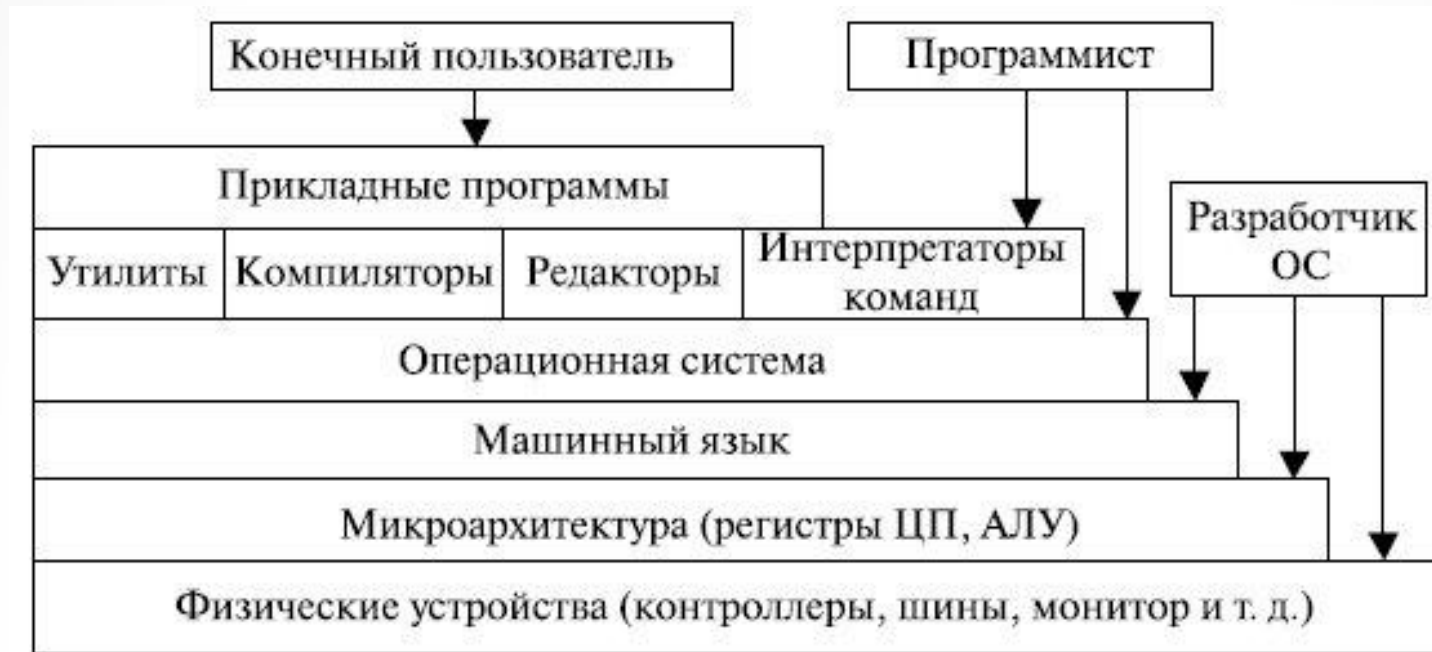 Конечный пользователь
Программист
Прикладные программы
Разработчик
ОС
Утилиты
Компиляторы
Редакторы
Интерпретаторы
команд
Операционная система
Машинный язык
Микроархитектура (регистры ЦП, АЛУ)
Физические устройства (контроллеры, шины, монитор и т. д.)